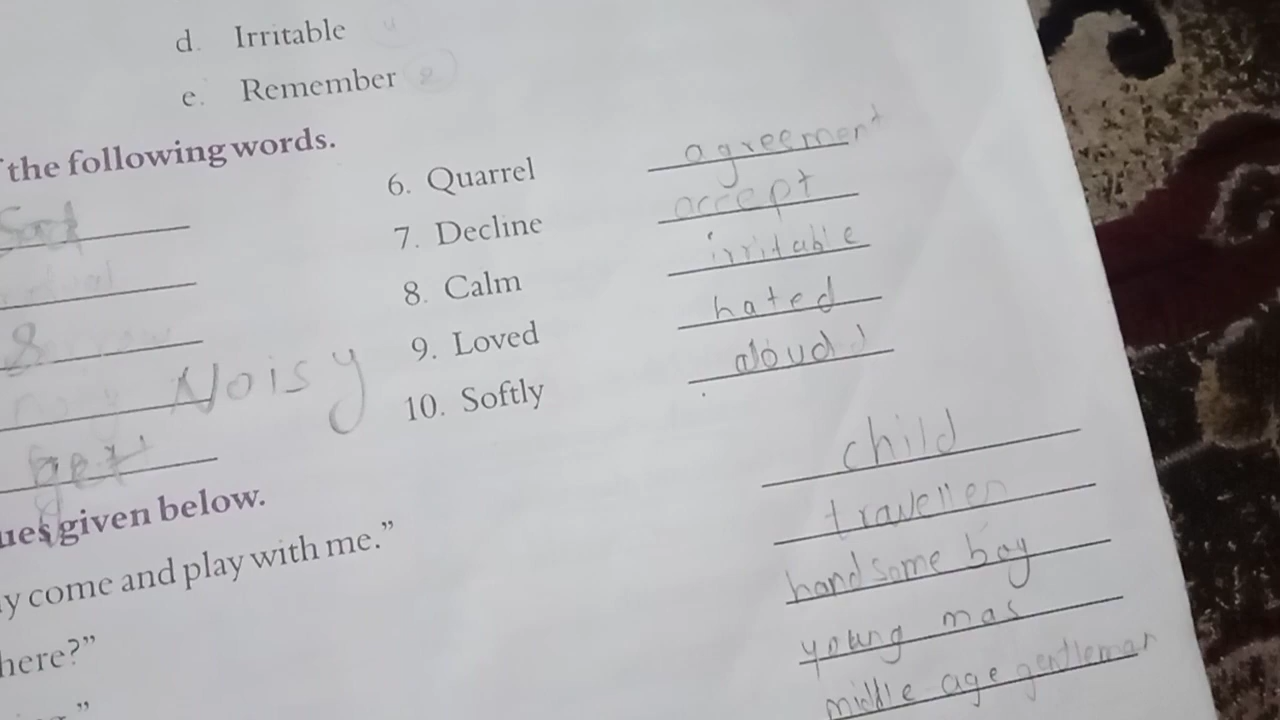 d. Irritable
e. Remember
the following words.
6. Quarrel agreement
7. Decline accept
8. Calm irritable
Noisy
9. Loved hated
10. Softly aloud
get
ues given below.
child
y come and play with me.”
traveller
handsome boy
here?”
young mas
middle age gentleman
”